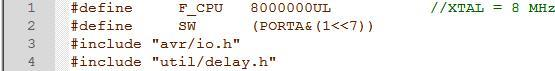 1 #define F_CPU 8000000UL //XTAL = 8 MHz
2 #define SW (PORTA&(1<<7))
3 #include "avr/io.h"
4 #include "util/delay.h"